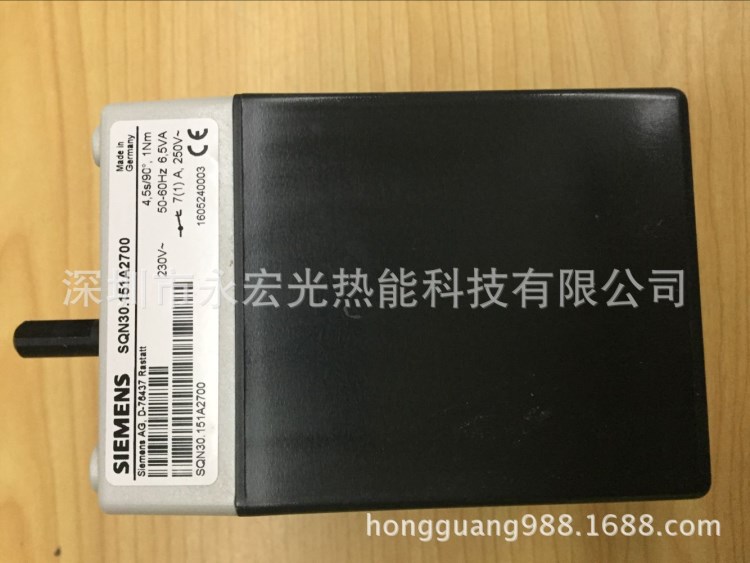 SIEMENS SQN30.151A2700 Made in Germany
Siemens AG, D-76437 Rastatt
4,5s/90°, 1Nm
230V~ 50-60Hz 6,5VA
7(1) A, 250V~
SQN30.151A2700 1605240003 CE
深圳市永宏光热能科技有限公司
hongguang988.1688.com